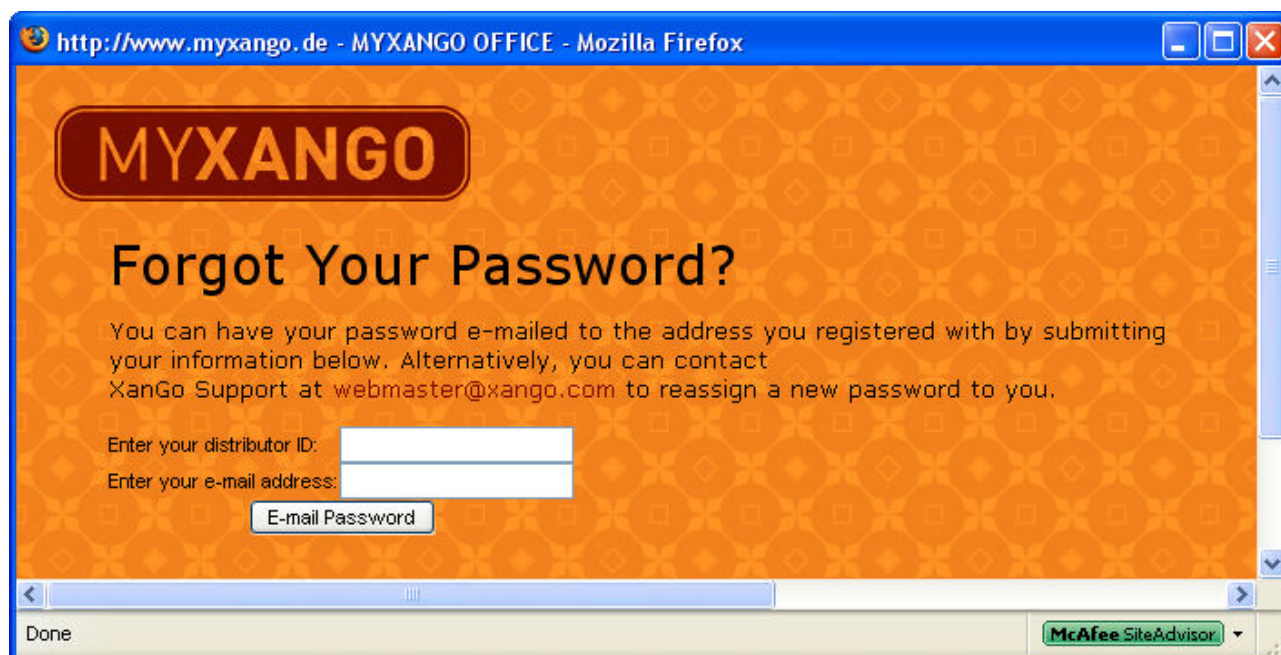 http://www.myxango.de - MYXANGO OFFICE - Mozilla Firefox
MYXANGO
Forgot Your Password?
You can have your password e-mailed to the address you registered with by submitting
your information below. Alternatively, you can contact
XanGo Support at webmaster@xango.com to reassign a new password to you.
Enter your distributor ID:
Enter your e-mail address:
E-mail Password
Done
McAfee SiteAdvisor